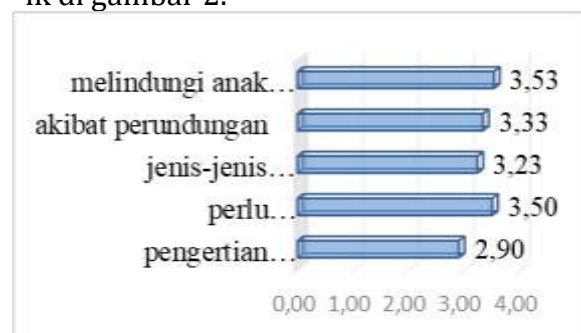 ik di gambar 2.
melindungi anak... 3,53
akibat perundungan 3,33
jenis-jenis... 3,23
perlu... 3,50
pengertian... 2,90
0,00 1,00 2,00 3,00 4,00